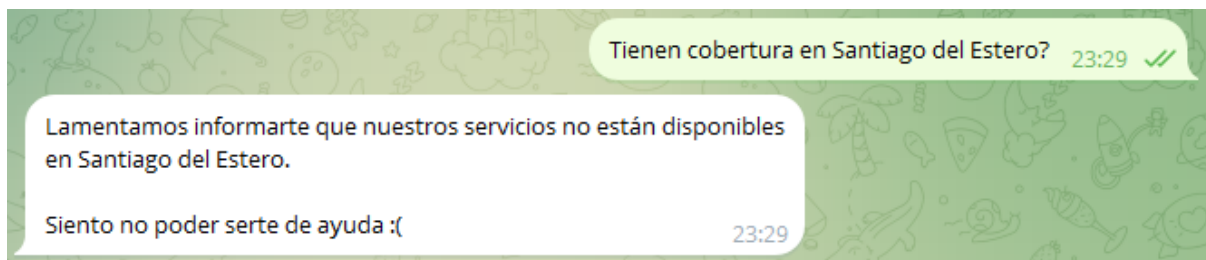 Tienen cobertura en Santiago del Estero? 23:29
Lamentamos informarte que nuestros servicios no están disponibles
en Santiago del Estero.
Siento no poder serte de ayuda :(
23:29